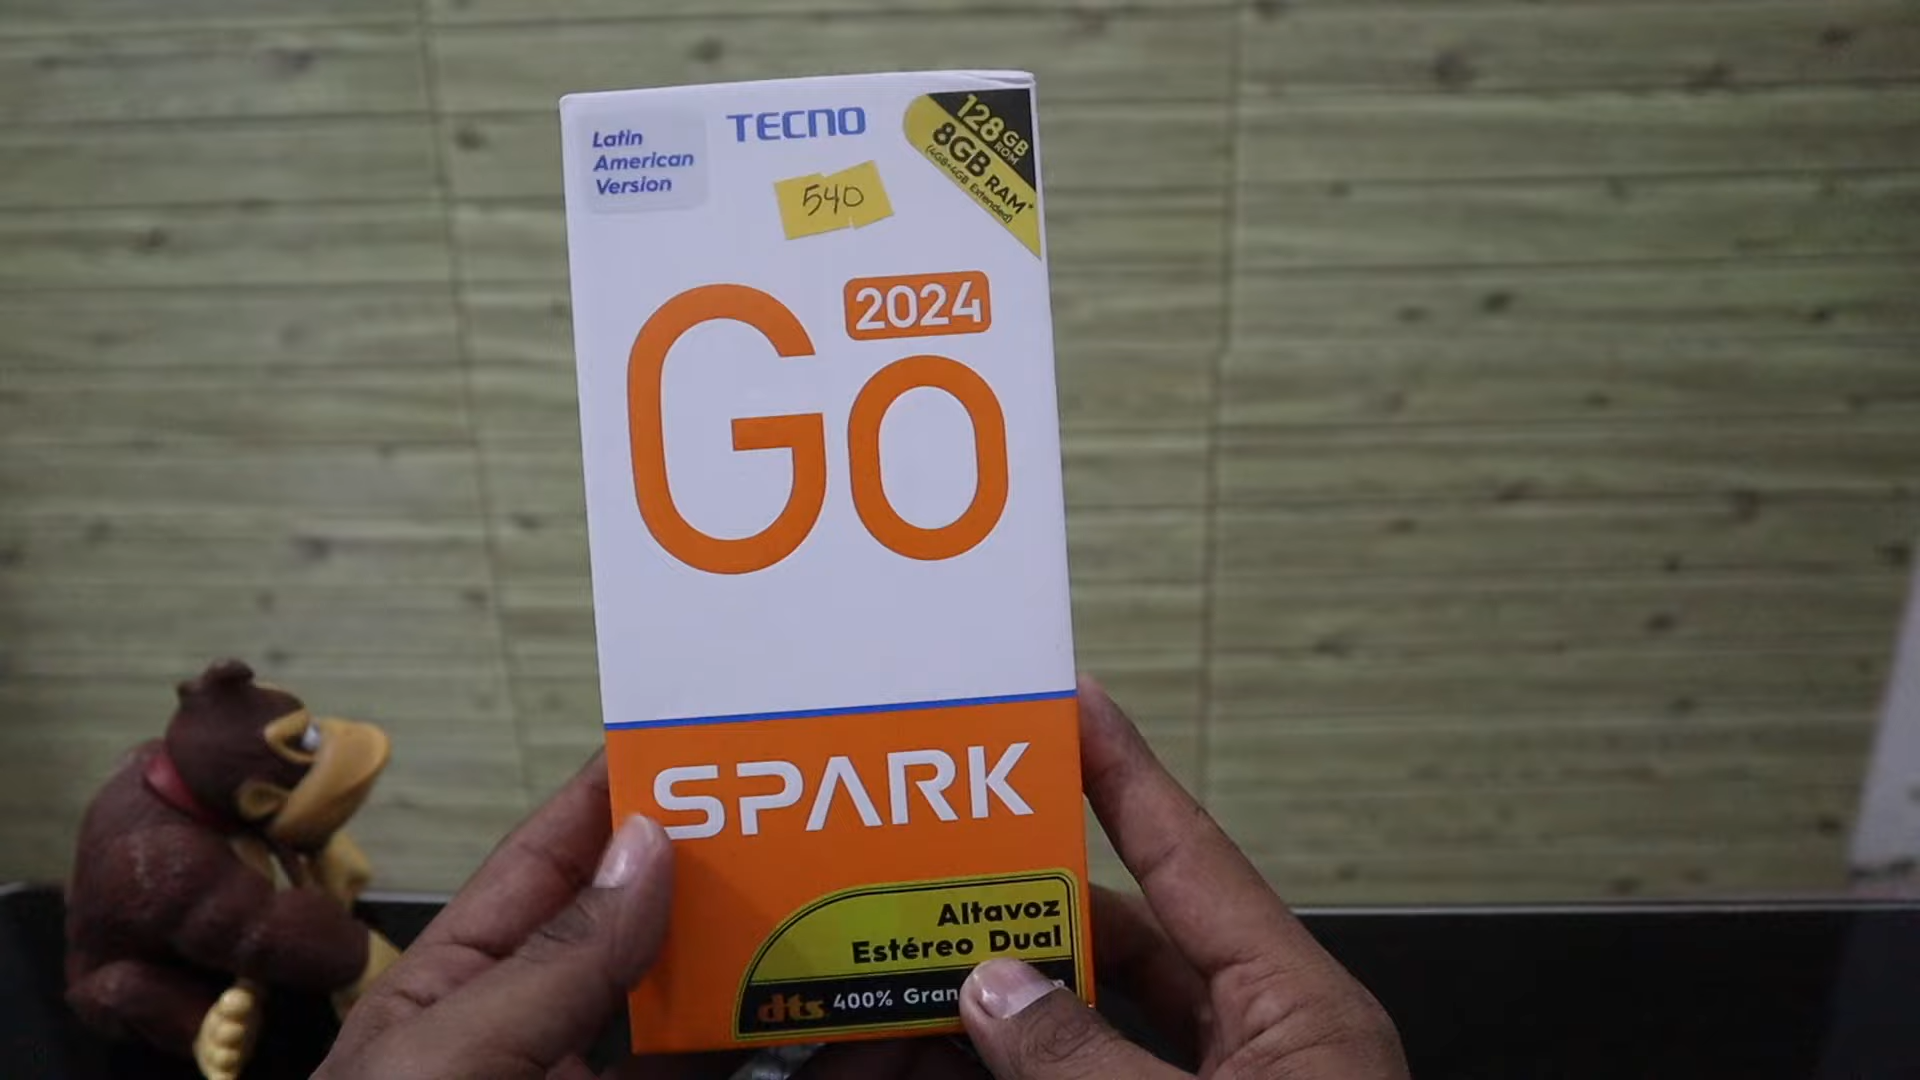 Latin
American
Version
TECNO
540
128GB
ROM
8GB RAM*
(4GB+4GB Extended)
2024
Go
SPARK
Altavoz
Estéreo Dual
dts 400%